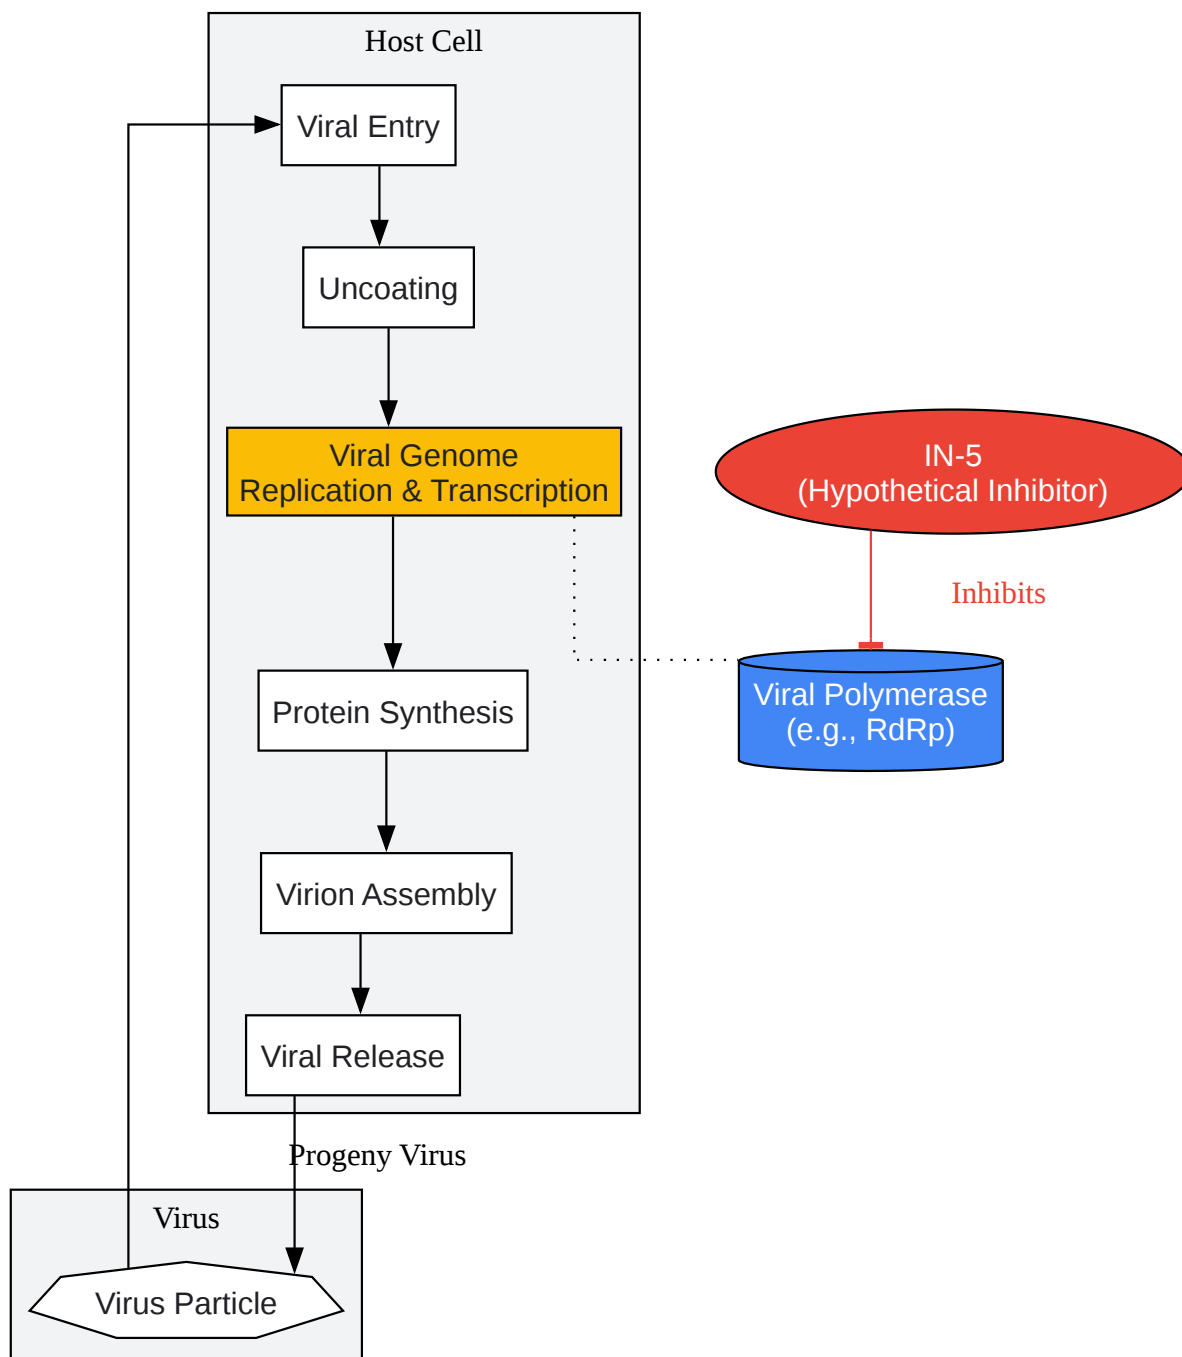 Host Cell
Viral Entry
Uncoating
Viral Genome
Replication & Transcription
IN-5
(Hypothetical Inhibitor)
Inhibits
Viral Polymerase
(e.g., RdRp)
Protein Synthesis
Virion Assembly
Viral Release
Progeny Virus
Virus
Virus Particle